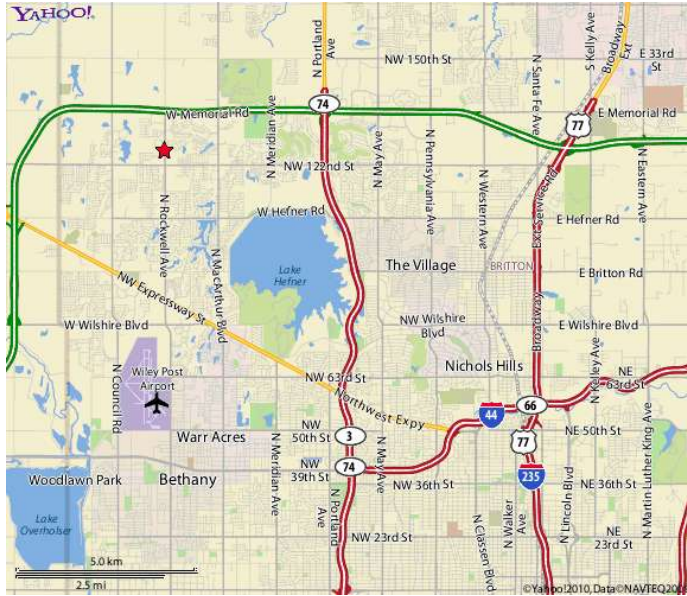 YAHOO!
N Portland
Ave
NW 150th St
N Santa Fe Ave
S Kelly Ave
Broadway
Ext
E 33rd
St
74
W Memorial Rd
77
E Memorial Rd
N Meridian Ave
NW 122nd St
N May Ave
N Pennsylvania Ave
N Western Ave
Ext Service Rd
N Eastern Ave
N Rockwell Ave
W Hefner Rd
E Hefner Rd
N MacArthur Blvd
Lake
Hefner
The Village
BRITTON
E Britton Rd
NW Expressway St
W Wilshire Blvd
NW Wilshire
Blvd
Broadway
E Wilshire Blvd
N Council Rd
Wiley Post
Airport
NW 63rd St
Nichols Hills
N Kelley Ave
NE
63rd St
Northwest Expy
44
66
Warr Acres
NW
50th St
3
77
NE 50th St
N Meridian Ave
NW
39th St
74
N May Ave
Woodlawn Park
Bethany
NW 36th St
235
NE 36th St
N Martin Luther King Ave
Lake
Overholser
N Portland
Ave
NW 23rd St
N Classen Blvd
N Walker
Ave
N Lincoln Blvd
NE
23rd St
5.0 km
2.5 mi
©Yahoo!2010, Data©NAVTEQ200